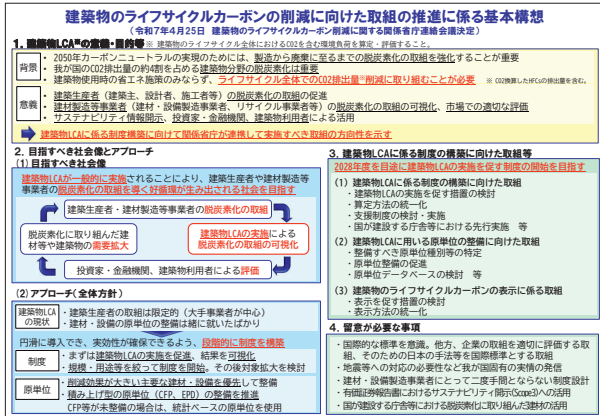 建築物のライフサイクルカーボンの削減に向けた取組の推進に係る基本構想
（令和7年4月25日 建築物のライフサイクルカーボン削減に関する関係省庁連絡会議決定）
1. 建築物LCA※の意義・目的等 ※ 建築物のライフサイクル全体におけるCO2を含む環境負荷を算定・評価すること。
背景
・2050年カーボンニュートラルの実現のためには、製造から廃棄に至るまでの脱炭素化の取組を強化することが重要
・我が国のCO2排出量の約4割を占める建築物分野の脱炭素化は重要
・建築物使用時の省エネ施策のみならず、ライフサイクル全体でのCO2排出量※削減に取り組むことが必要 ※ CO2換算したHFCsの排出量を含む。
意義
・建築生産者（建築主、設計者、施工者等）の脱炭素化の取組の促進
・建材製造等事業者（建材・設備製造事業者、リサイクル事業者等）の脱炭素化の取組の可視化、市場での適切な評価
・サステナビリティ情報開示、投資家・金融機関、建築物利用者による活用
建築物LCAに係る制度構築に向けて関係省庁が連携して実施すべき取組の方向性を示す
2. 目指すべき社会像とアプローチ
(1) 目指すべき社会像
建築物LCAが一般的に実施されることにより、建築生産者や建材製造等事業者の脱炭素化の取組を導く好循環が生み出される社会を目指す
建築生産者・建材製造等事業者の脱炭素化の取組
脱炭素化に取り組んだ建材等や建築物の需要拡大
建築物LCAの実施による脱炭素化の取組の可視化
投資家・金融機関、建築物利用者による評価
(2) アプローチ(全体方針)
建築物LCAの現状
・建築生産者の取組は限定的（大手事業者が中心）
・建材・設備の原単位の整備は緒に就いたばかり
円滑に導入でき、実効性が確保できるよう、段階的に制度を構築
制度
・まずは建築物LCAの実施を促進、結果を可視化
・規模・用途等を絞って制度を開始。その後対象拡大を検討
原単位
・削減効果が大きい主要な建材・設備を優先して整備
・積み上げ型の原単位（CFP、EPD）の整備を推進
CFP等が未整備の場合は、統計ベースの原単位を使用
3. 建築物LCAに係る制度の構築に向けた取組等
2028年度を目途に建築物LCAの実施を促す制度の開始を目指す
(1) 建築物LCAに係る制度の構築に向けた取組
・建築物LCAの実施を促す措置の検討
・算定方法の統一化
・支援制度の検討・実施
・国が建設する庁舎等における先行実施 等
(2) 建築物LCAに用いる原単位の整備に向けた取組
・整備すべき原単位種別等の特定
・原単位整備の促進
・原単位データベースの検討 等
(3) 建築物のライフサイクルカーボンの表示に係る取組
・表示を促す措置の検討
・表示方法の統一化
4. 留意が必要な事項
・国際的な標準を意識。他方、企業の取組を適切に評価する取組、そのための日本の手法等を国際標準とする取組
・地震等への対応の必要性など我が国固有の実情の発信
・建材・設備製造事業者にとって二度手間とならない制度設計
・有価証券報告書におけるサステナビリティ開示(Scope3)への活用
・国が建設する庁舎等における脱炭素化に取り組んだ建材の活用